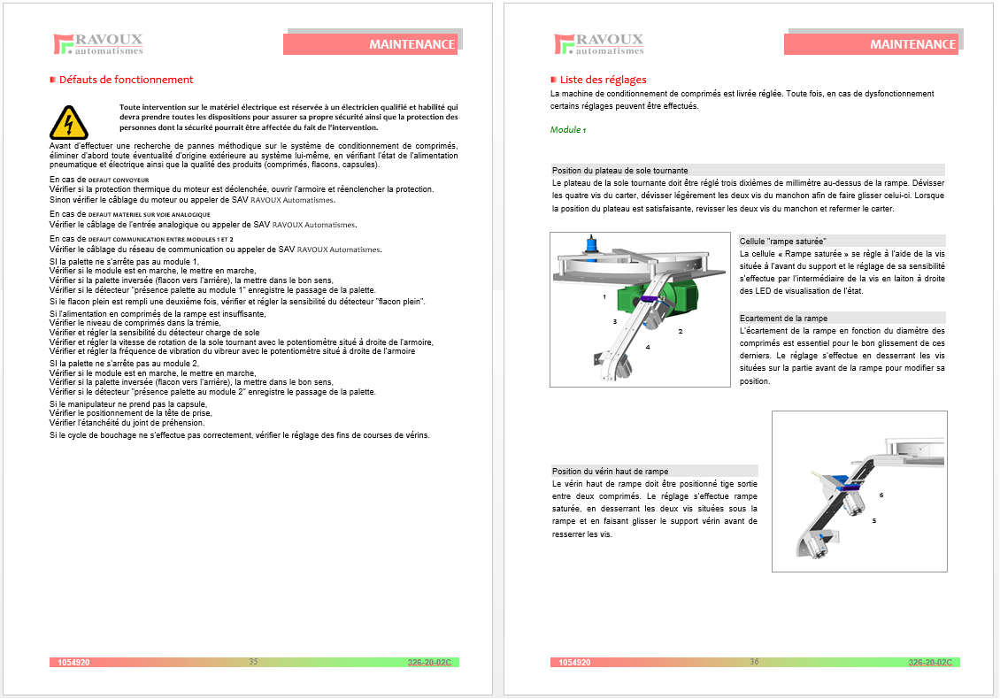 RAVOUX
automatismes
MAINTENANCE
Défauts de fonctionnement
Toute intervention sur le matériel électrique est réservée à un électricien qualifié et habilité qui
devra prendre toutes les dispositions pour assurer sa propre sécurité ainsi que la protection des
personnes dont la sécurité pourrait être affectée du fait de l'intervention.
Avant d'effectuer une recherche de pannes méthodique sur le système de conditionnement de comprimés,
éliminer d'abord toute éventualité d'origine extérieure au système lui-même, en vérifiant l'état de l'alimentation
pneumatique et électrique ainsi que la qualité des produits (comprimés, flacons, capsules).
En cas de DEFAUT CONVOYEUR
Vérifier si la protection thermique du moteur est déclenchée, ouvrir l'armoire et réenclencher la protection.
Sinon vérifier le câblage du moteur ou appeler de SAV RAVOUX Automatismes.
En cas de DEFAUT MATERIEL SUR VOIE ANALOGIQUE
Vérifier le câblage de l'entrée analogique ou appeler de SAV RAVOUX Automatismes.
En cas de DEFAUT COMMUNICATION ENTRE MODULES 1 ET 2
Vérifier le câblage du réseau de communication ou appeler de SAV RAVOUX Automatismes.
SI la palette ne s'arrête pas au module 1,
Vérifier si le module est en marche, le mettre en marche,
Vérifier si la palette inversée (flacon vers l'arrière), la mettre dans le bon sens,
Vérifier si le détecteur "présence palette au module 1" enregistre le passage de la palette.
Si le flacon plein est rempli une deuxième fois, vérifier et régler la sensibilité du détecteur "flacon plein".
Si l'alimentation en comprimés de la rampe est insuffisante,
Vérifier le niveau de comprimés dans la trémie,
Vérifier et régler la sensibilité du détecteur charge de sole
Vérifier et régler la vitesse de rotation de la sole tournant avec le potentiomètre situé à droite de l'armoire,
Vérifier et régler la fréquence de vibration du vibreur avec le potentiomètre situé à droite de l'armoire
SI la palette ne s'arrête pas au module 2,
Vérifier si le module est en marche, le mettre en marche,
Vérifier si la palette inversée (flacon vers l'arrière), la mettre dans le bon sens,
Vérifier si le détecteur "présence palette au module 2" enregistre le passage de la palette.
Si le manipulateur ne prend pas la capsule,
Vérifier le positionnement de la tête de prise,
Vérifier l'étanchéité du joint de préhension.
Si le cycle de bouchage ne s'effectue pas correctement, vérifier le réglage des fins de courses de vérins.
1054920 35 326-20-02C
RAVOUX
automatismes
MAINTENANCE
Liste des réglages
La machine de conditionnement de comprimés est livrée réglée. Toute fois, en cas de dysfonctionnement
certains réglages peuvent être effectués.
Module 1
Position du plateau de sole tournante
Le plateau de la sole tournante doit être réglé trois dixièmes de millimètre au-dessus de la rampe. Dévisser
les quatre vis du carter, dévisser légèrement les deux vis du manchon afin de faire glisser celui-ci. Lorsque
la position du plateau est satisfaisante, revisser les deux vis du manchon et refermer le carter.
1
2
3
4
Cellule "rampe saturée"
La cellule « Rampe saturée » se règle à l'aide de la vis
située à l'avant du support et le réglage de sa sensibilité
s'effectue par l'intermédiaire de la vis en laiton à droite
des LED de visualisation de l'état.
Ecartement de la rampe
L'écartement de la rampe en fonction du diamètre des
comprimés est essentiel pour le bon glissement de ces
derniers. Le réglage s'effectue en desserrant les vis
situées sur la partie avant de la rampe pour modifier sa
position.
Position du vérin haut de rampe
Le vérin haut de rampe doit être positionné tige sortie
entre deux comprimés. Le réglage s'effectue rampe
saturée, en desserrant les deux vis situées sous la
rampe et en faisant glisser le support vérin avant de
resserrer les vis.
6
5
1054920 36 326-20-02C